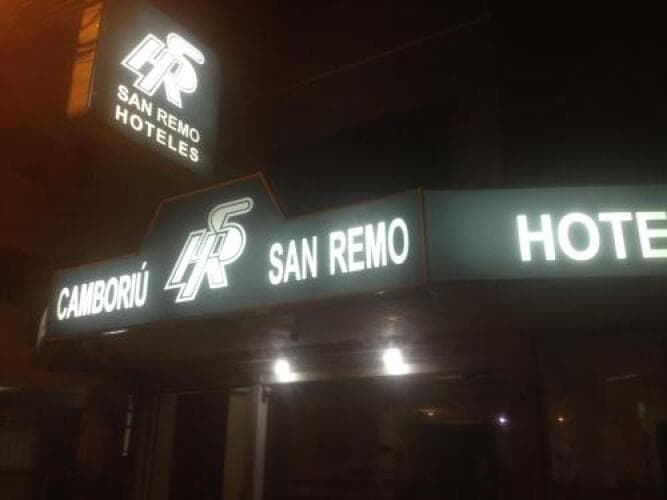 SAN REMO
HOTELES
CAMBORIÚ
SAN REMO
HOTE